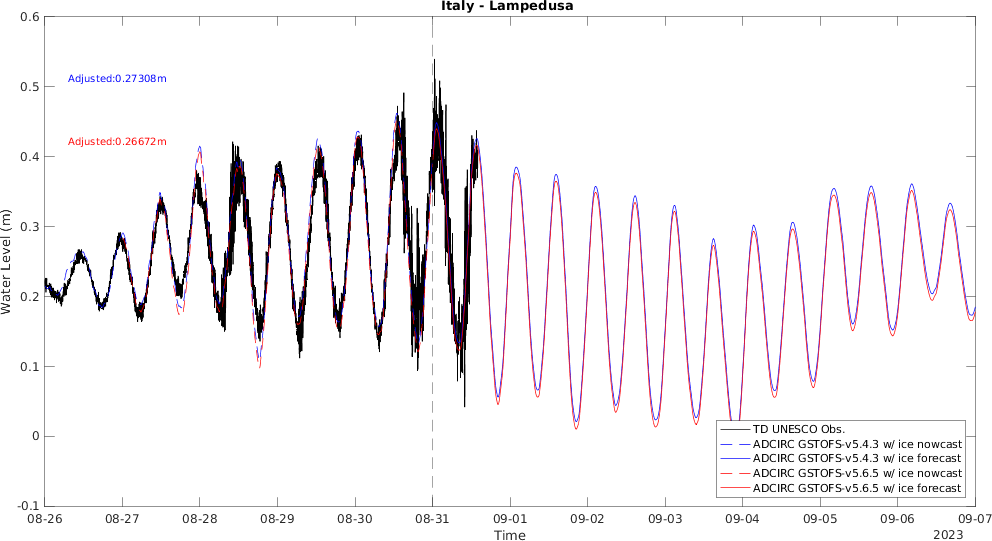 Italy - Lampedusa
0.6
0.5
0.4
0.3
0.2
0.1
0
-0.1
Water Level (m)
Adjusted:0.27308m
Adjusted:0.26672m
TD UNESCO Obs.
ADCIRC GSTOFS-v5.4.3 w/ ice nowcast
ADCIRC GSTOFS-v5.4.3 w/ ice forecast
ADCIRC GSTOFS-v5.6.5 w/ ice nowcast
ADCIRC GSTOFS-v5.6.5 w/ ice forecast
08-26 08-27 08-28 08-29 08-30 08-31 09-01 09-02 09-03 09-04 09-05 09-06 09-07
Time
2023